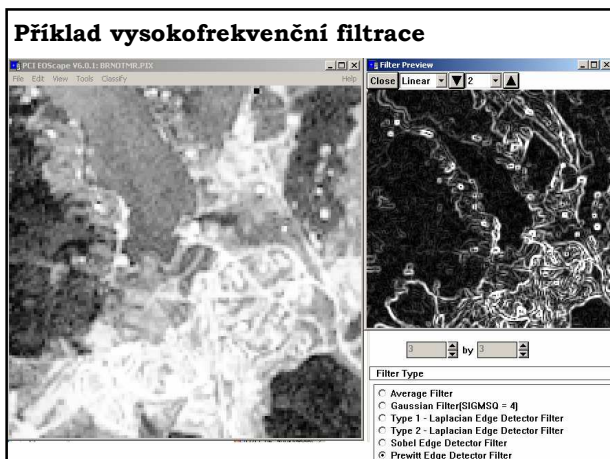 Příklad vysokofrekvenční filtrace
PCI EOScape V6.0.1: BRNOTMR.PIX
File Edit View Tools Classify Help
Filter Preview
Close Linear 2
3 by 3
Filter Type
Average Filter
Gaussian Filter(SIGMSQ = 4)
Type 1 - Laplacian Edge Detector Filter
Type 2 - Laplacian Edge Detector Filter
Sobel Edge Detector Filter
Prewitt Edge Detector Filter